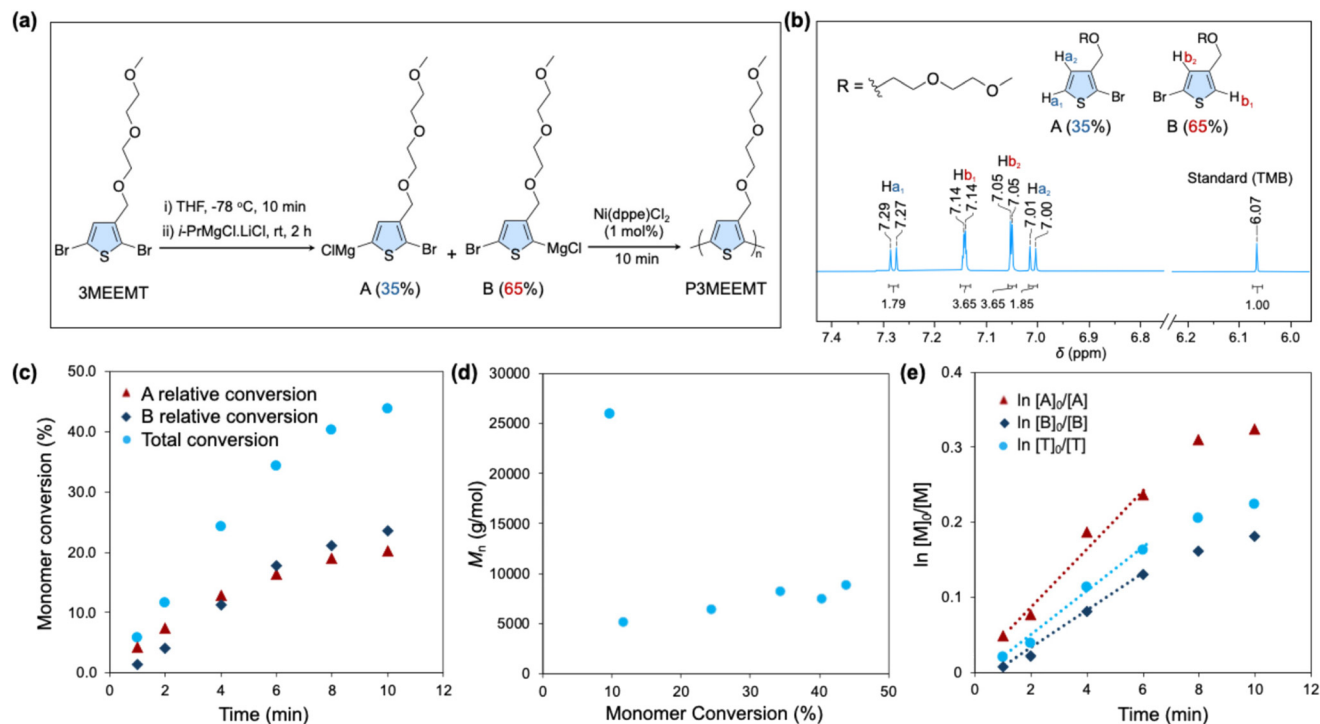 (a)
O
O
O
Br
S
Br
3MEEMT
i) THF, -78 °C, 10 min
ii) i-PrMgCl.LiCl, rt, 2 h
O
O
O
ClMg
S
Br
A (35%)
+
O
O
O
Br
S
MgCl
B (65%)
Ni(dppe)Cl2
(1 mol%)
10 min
O
O
O
S
n
P3MEEMT
(b)
R =
O
O
RO
Ha2
Ha1
S
Br
A (35%)
RO
Hb2
Br
S
Hb1
B (65%)
Ha1
7.29
7.27
Hb1
7.14
7.14
Hb2
7.05
7.05
Ha2
7.01
7.00
Standard (TMB)
6.07
1.79
3.65
3.65
1.85
1.00
7.4
7.3
7.2
7.1
7.0
6.9
6.8
6.2
6.1
6.0
δ (ppm)
(c)
Monomer conversion (%)
50.0
40.0
30.0
20.0
10.0
0.0
A relative conversion
B relative conversion
Total conversion
0 2 4 6 8 10 12
Time (min)
(d)
Mn (g/mol)
30000
25000
20000
15000
10000
5000
0
0 10 20 30 40 50
Monomer Conversion (%)
(e)
ln [M]0/[M]
0.4
0.3
0.2
0.1
0
ln [A]0/[A]
ln [B]0/[B]
ln [T]0/[T]
0 2 4 6 8 10 12
Time (min)